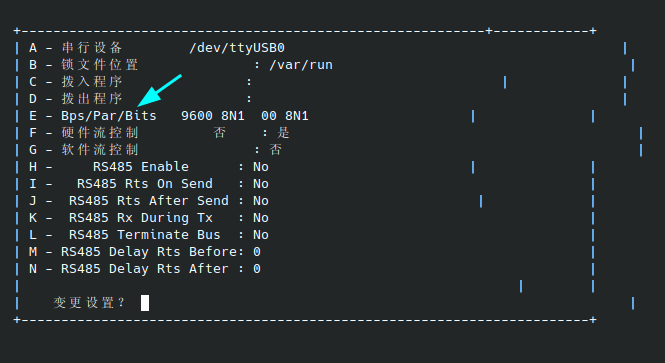 A - 串行设备 /dev/ttyUSB0
B - 锁文件位置 : /var/run
C - 拨入程序 :
D - 拨出程序 :
E - Bps/Par/Bits 9600 8N1 00 8N1
F - 硬件流控制 否 : 是
G - 软件流控制 : 否
H - RS485 Enable : No
I - RS485 Rts On Send : No
J - RS485 Rts After Send : No
K - RS485 Rx During Tx : No
L - RS485 Terminate Bus : No
M - RS485 Delay Rts Before: 0
N - RS485 Delay Rts After : 0
变更设置？